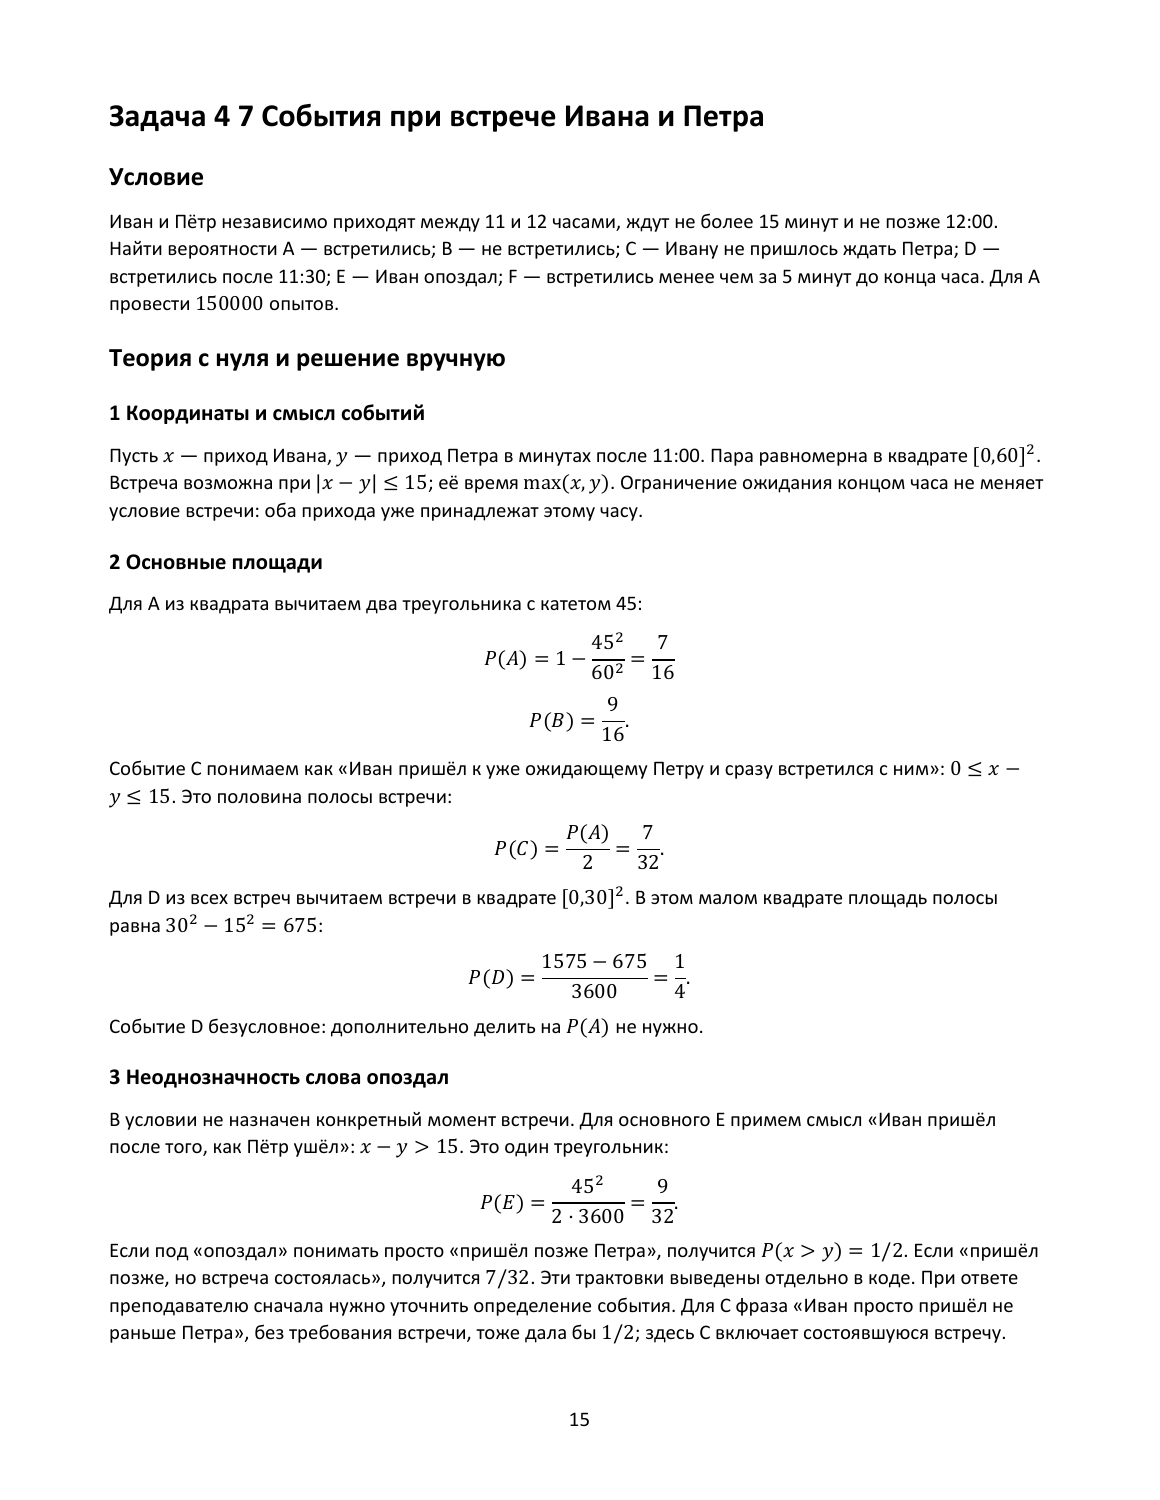 Задача 4 7 События при встрече Ивана и Петра
Условие
Иван и Пётр независимо приходят между 11 и 12 часами, ждут не более 15 минут и не позже 12:00.
Найти вероятности A — встретились; B — не встретились; C — Ивану не пришлось ждать Петра; D —
встретились после 11:30; E — Иван опоздал; F — встретились менее чем за 5 минут до конца часа. Для A
провести 150000 опытов.
Теория с нуля и решение вручную
1 Координаты и смысл событий
Пусть x — приход Ивана, y — приход Петра в минутах после 11:00. Пара равномерна в квадрате [0,60]².
Встреча возможна при |x − y| ≤ 15; её время max(x, y). Ограничение ожидания концом часа не меняет
условие встречи: оба прихода уже принадлежат этому часу.
2 Основные площади
Для A из квадрата вычитаем два треугольника с катетом 45:
P(A) = 1 − 45²/60² = 7/16
P(B) = 9/16.
Событие C понимаем как «Иван пришёл к уже ожидающему Петру и сразу встретился с ним»: 0 ≤ x −
y ≤ 15. Это половина полосы встречи:
P(C) = P(A)/2 = 7/32.
Для D из всех встреч вычитаем встречи в квадрате [0,30]². В этом малом квадрате площадь полосы
равна 30² − 15² = 675:
P(D) = (1575 − 675)/3600 = 1/4.
Событие D безусловное: дополнительно делить на P(A) не нужно.
3 Неоднозначность слова опоздал
В условии не назначен конкретный момент встречи. Для основного E примем смысл «Иван пришёл
после того, как Пётр ушёл»: x − y > 15. Это один треугольник:
P(E) = 45²/(2 · 3600) = 9/32.
Если под «опоздал» понимать просто «пришёл позже Петра», получится P(x > y) = 1/2. Если «пришёл
позже, но встреча состоялась», получится 7/32. Эти трактовки выведены отдельно в коде. При ответе
преподавателю сначала нужно уточнить определение события. Для C фраза «Иван просто пришёл не
раньше Петра», без требования встречи, тоже дала бы 1/2; здесь C включает состоявшуюся встречу.
15